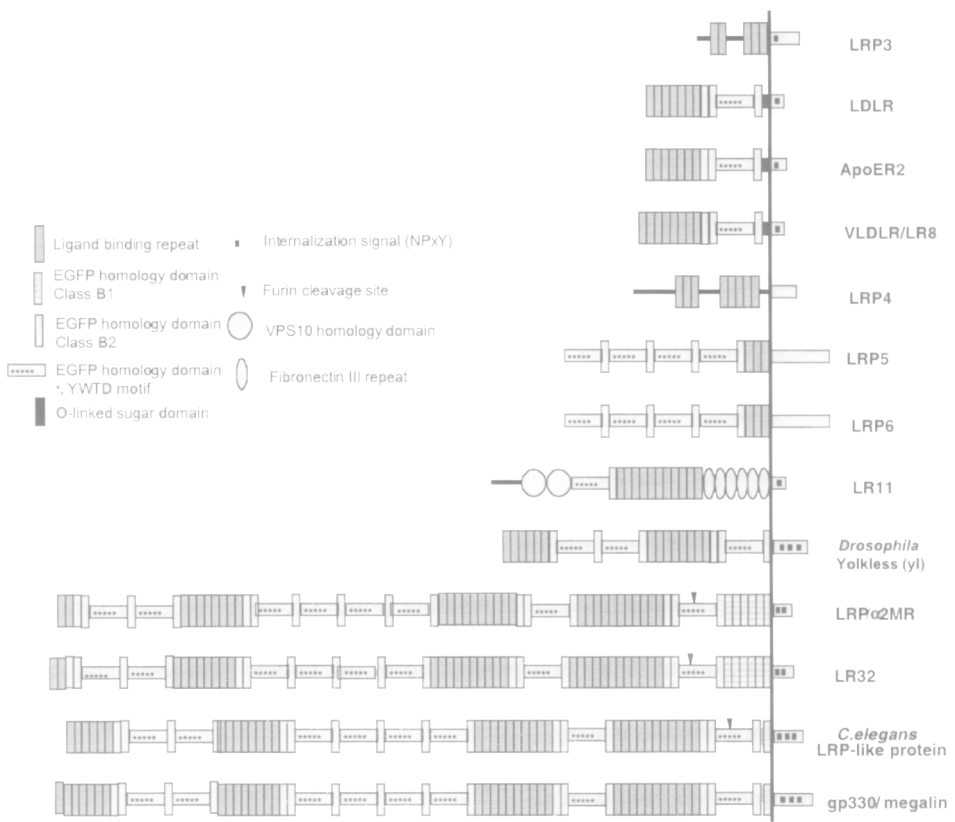 LRP3
LDLR
ApoER2
VLDLR/LR8
LRP4
LRP5
LRP6
LR11
Drosophila
Yolkless (yl)
LRP/α2MR
LR32
C.elegans
LRP-like protein
gp330/ megalin
Ligand binding repeat
EGFP homology domain
Class B1
EGFP homology domain
Class B2
EGFP homology domain
*, YWTD motif
O-linked sugar domain
Internalization signal (NPxY)
Furin cleavage site
VPS10 homology domain
Fibronectin III repeat